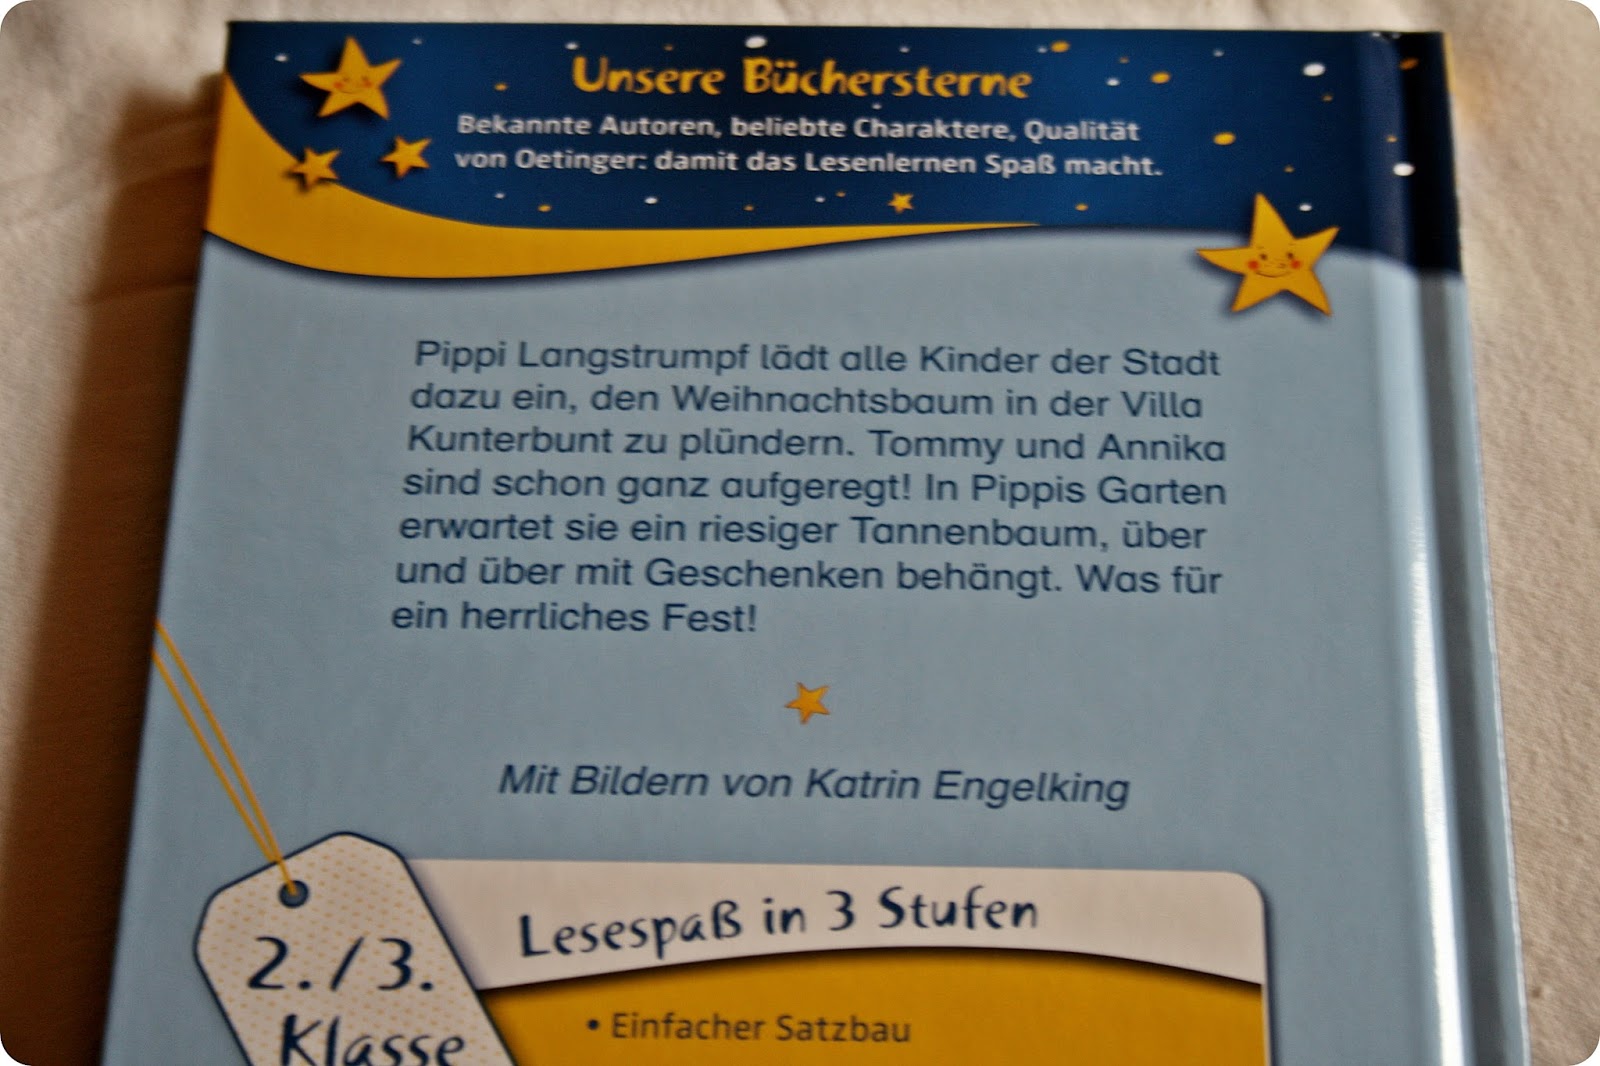 Unsere Büchersterne
Bekannte Autoren, beliebte Charaktere, Qualität
von Oetinger: damit das Lesenlernen Spaß macht.
Pippi Langstrumpf lädt alle Kinder der Stadt
dazu ein, den Weihnachtsbaum in der Villa
Kunterbunt zu plündern. Tommy und Annika
sind schon ganz aufgeregt! In Pippis Garten
erwartet sie ein riesiger Tannenbaum, über
und über mit Geschenken behängt. Was für
ein herrliches Fest!
Mit Bildern von Katrin Engelking
Lesespaß in 3 Stufen
2./3.
Klasse
• Einfacher Satzbau